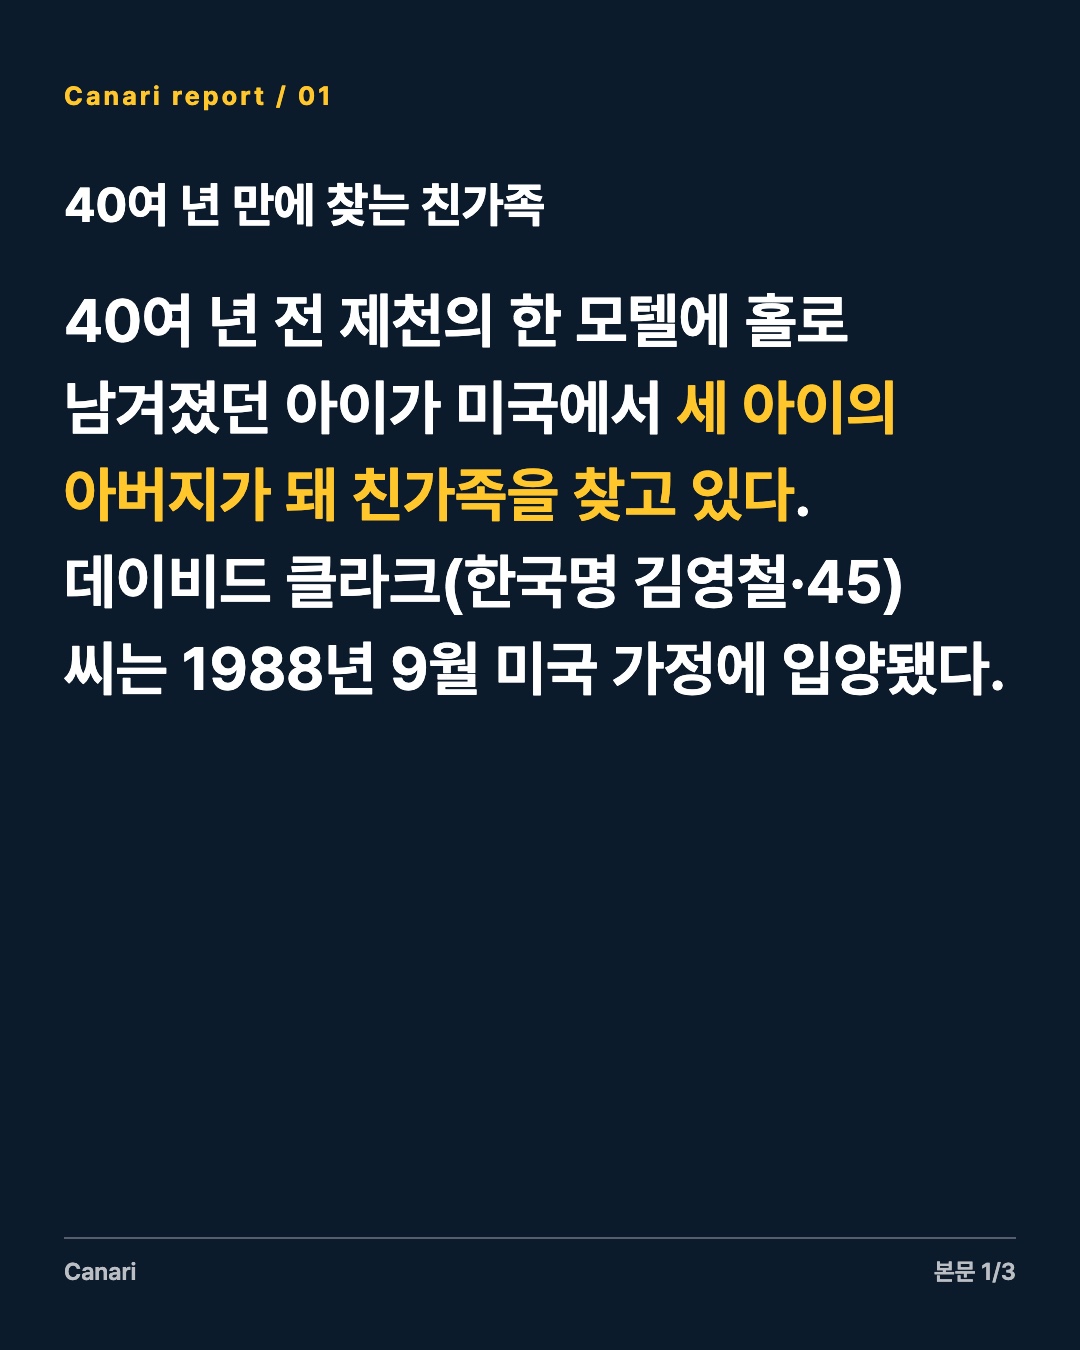 Canari report / 01
40여 년 만에 찾는 친가족
40여 년 전 제천의 한 모텔에 홀로
남겨졌던 아이가 미국에서 세 아이의
아버지가 돼 친가족을 찾고 있다.
데이비드 클라크(한국명 김영철·45)
씨는 1988년 9월 미국 가정에 입양됐다.
Canari
본문 1/3